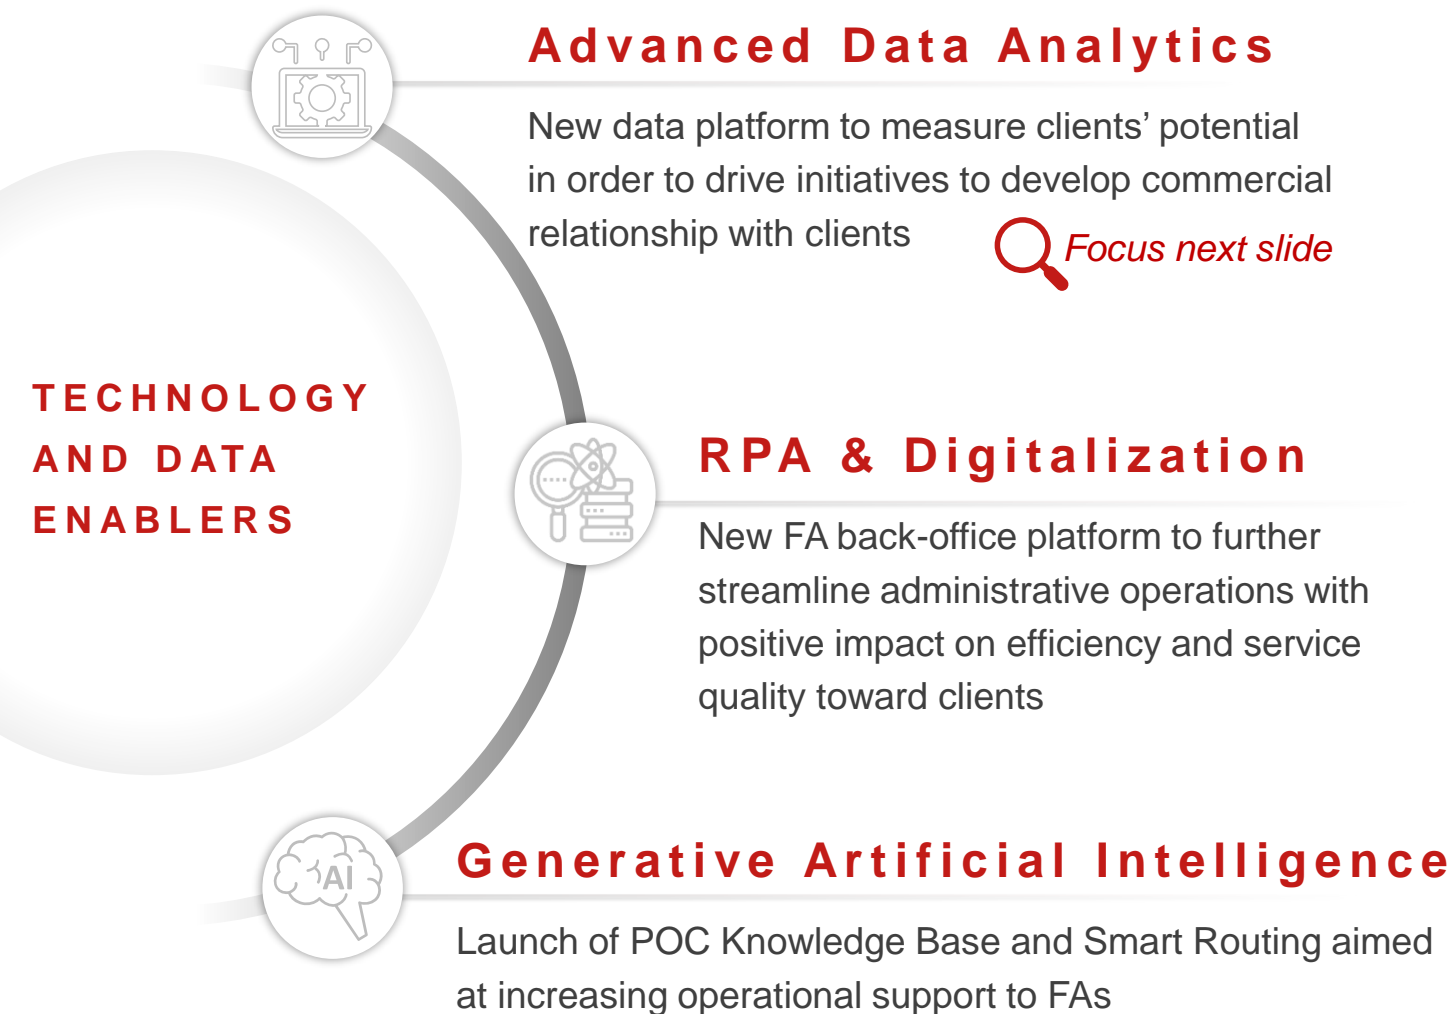 Advanced Data Analytics
New data platform to measure clients’ potential
in order to drive initiatives to develop commercial
relationship with clients
Focus next slide
TECHNOLOGY
AND DATA
ENABLERS
RPA & Digitalization
New FA back-office platform to further
streamline administrative operations with
positive impact on efficiency and service
quality toward clients
AI
Generative Artificial Intelligence
Launch of POC Knowledge Base and Smart Routing aimed
at increasing operational support to FAs